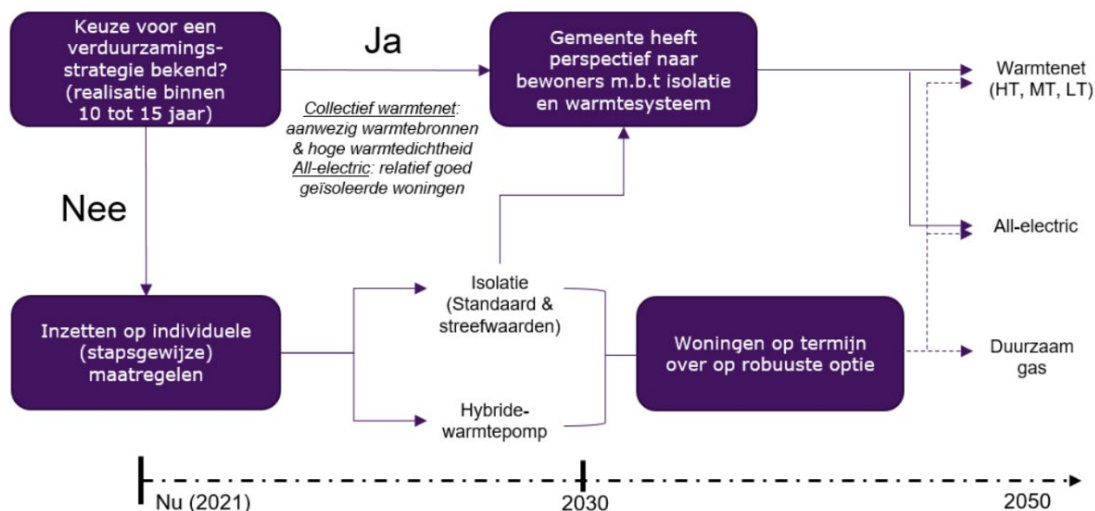 Keuze voor een
verduurzamings-
strategie bekend?
(realisatie binnen
10 tot 15 jaar)
Ja
Collectief warmtenet:
aanwezig warmtebronnen
& hoge warmtedichtheid
All-electric: relatief goed
geïsoleerde woningen
Gemeente heeft
perspectief naar
bewoners m.b.t isolatie
en warmtesysteem
Warmtenet
(HT, MT, LT)
Nee
All-electric
Inzetten op individuele
(stapsgewijze)
maatregelen
Isolatie
(Standaard &
streefwaarden)
Hybride-
warmtepomp
Woningen op termijn
over op robuuste optie
Duurzaam
gas
Nu (2021)
2030
2050